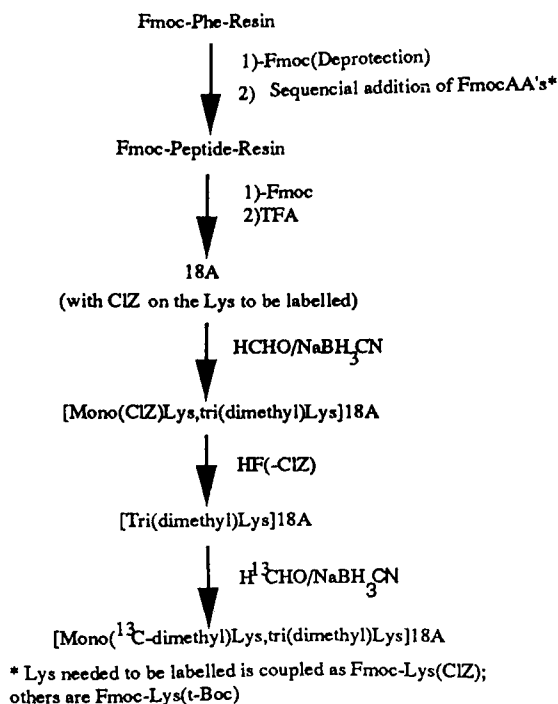 Fmoc-Phe-Resin
1)-Fmoc(Deprotection)
2) Sequencial addition of FmocAA's*
Fmoc-Peptide-Resin
1)-Fmoc
2)TFA
18A
(with ClZ on the Lys to be labelled)
HCHO/NaBH3CN
[Mono(ClZ)Lys,tri(dimethyl)Lys]18A
HF(-ClZ)
[Tri(dimethyl)Lys]18A
H13CHO/NaBH3CN
[Mono(13C-dimethyl)Lys,tri(dimethyl)Lys]18A
* Lys needed to be labelled is coupled as Fmoc-Lys(ClZ);
others are Fmoc-Lys(t-Boc)